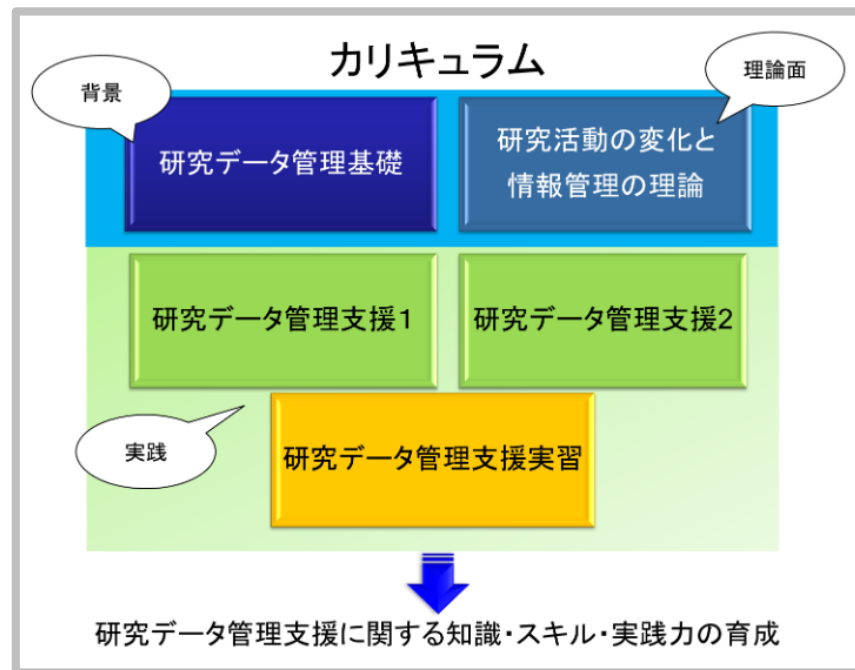 カリキュラム
背景
理論面
研究データ管理基礎
研究活動の変化と
情報管理の理論
研究データ管理支援1
研究データ管理支援2
実践
研究データ管理支援実習
研究データ管理支援に関する知識・スキル・実践力の育成